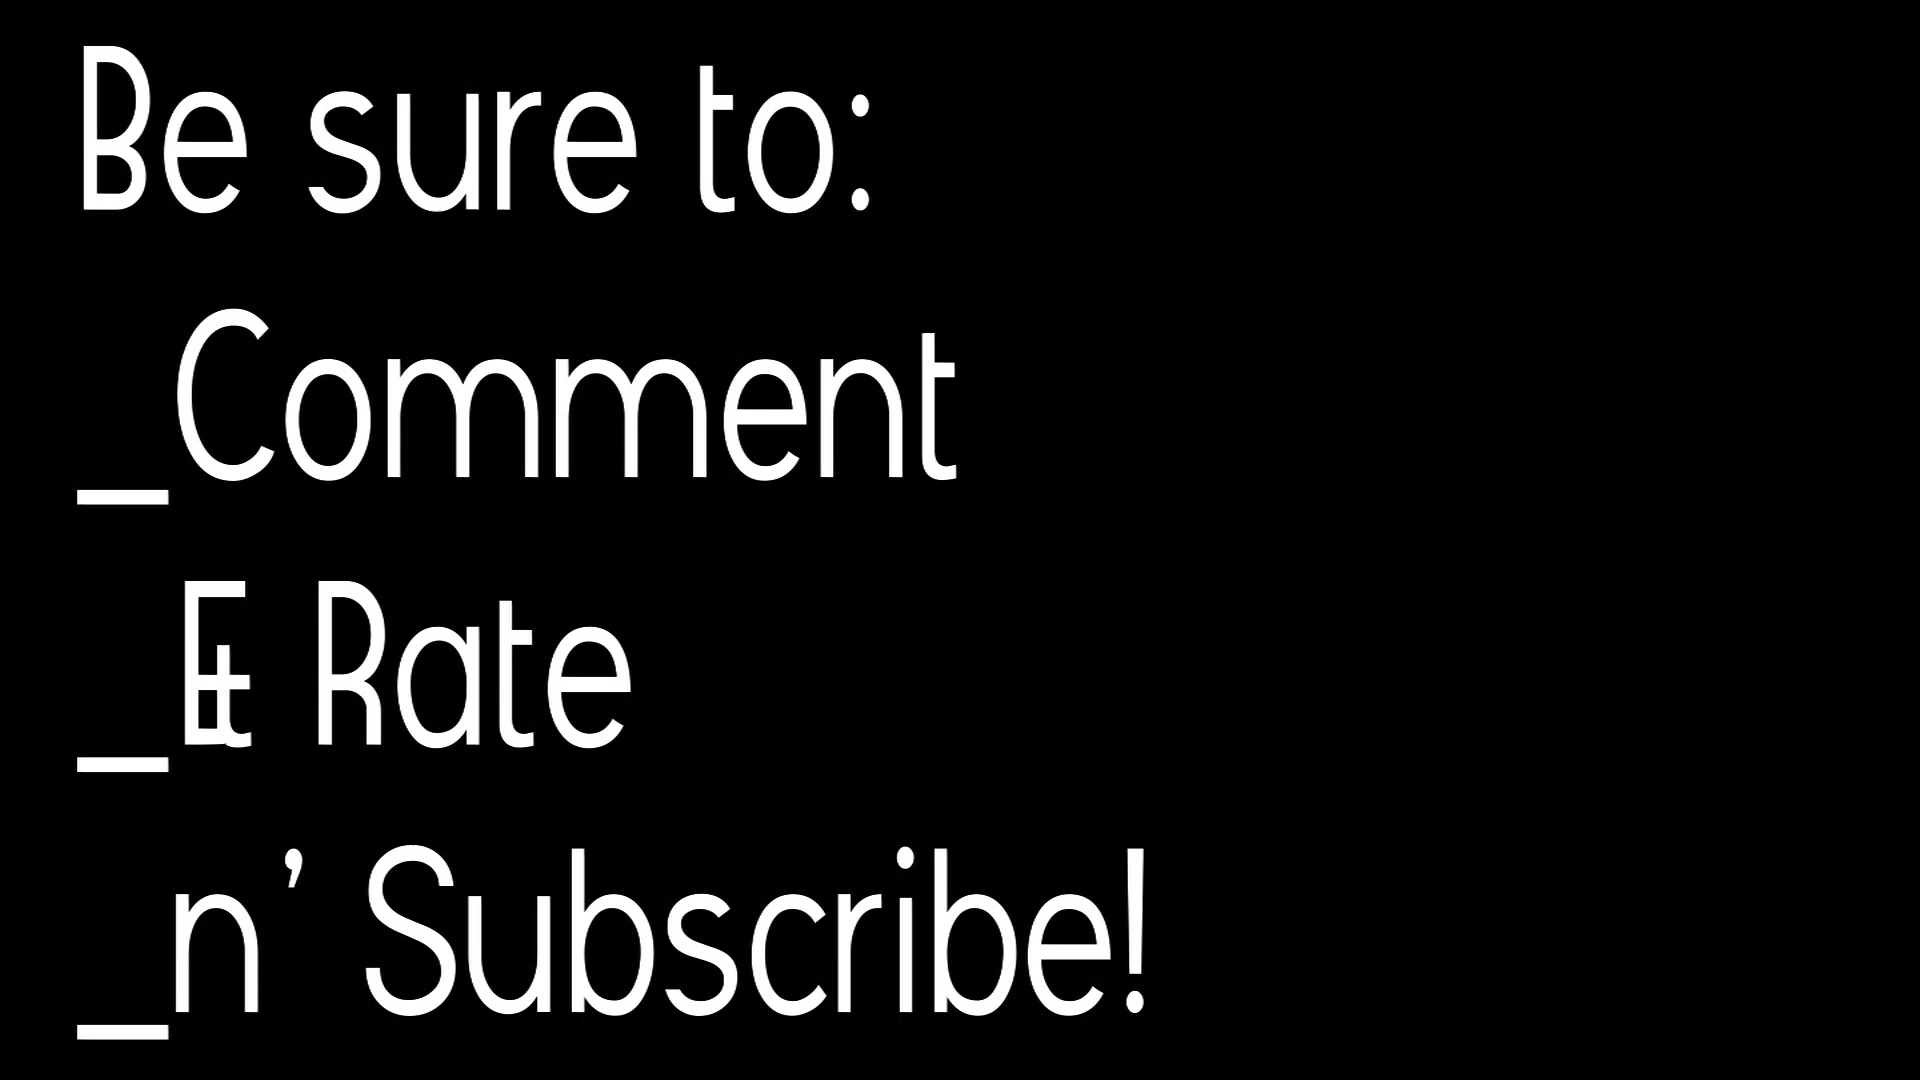 Be sure to:
_Comment
_& Rate
_n’ Subscribe!